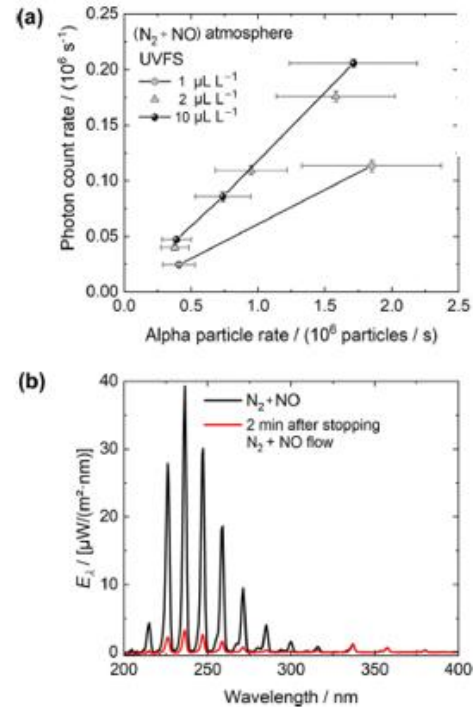 (a)
(N₂ + NO) atmosphere
UVFS
1 µL L⁻¹
2 µL L⁻¹
10 µL L⁻¹
Photon count rate / (10⁶ s⁻¹)
0.20
0.15
0.10
0.05
0.00
0.0 0.5 1.0 1.5 2.0 2.5
Alpha particle rate / (10⁶ particles / s)
(b)
N₂+NO
2 min after stopping
N₂ + NO flow
E_λ / [µW/(m²·nm)]
40
30
20
10
0
200 250 300 350 400
Wavelength / nm